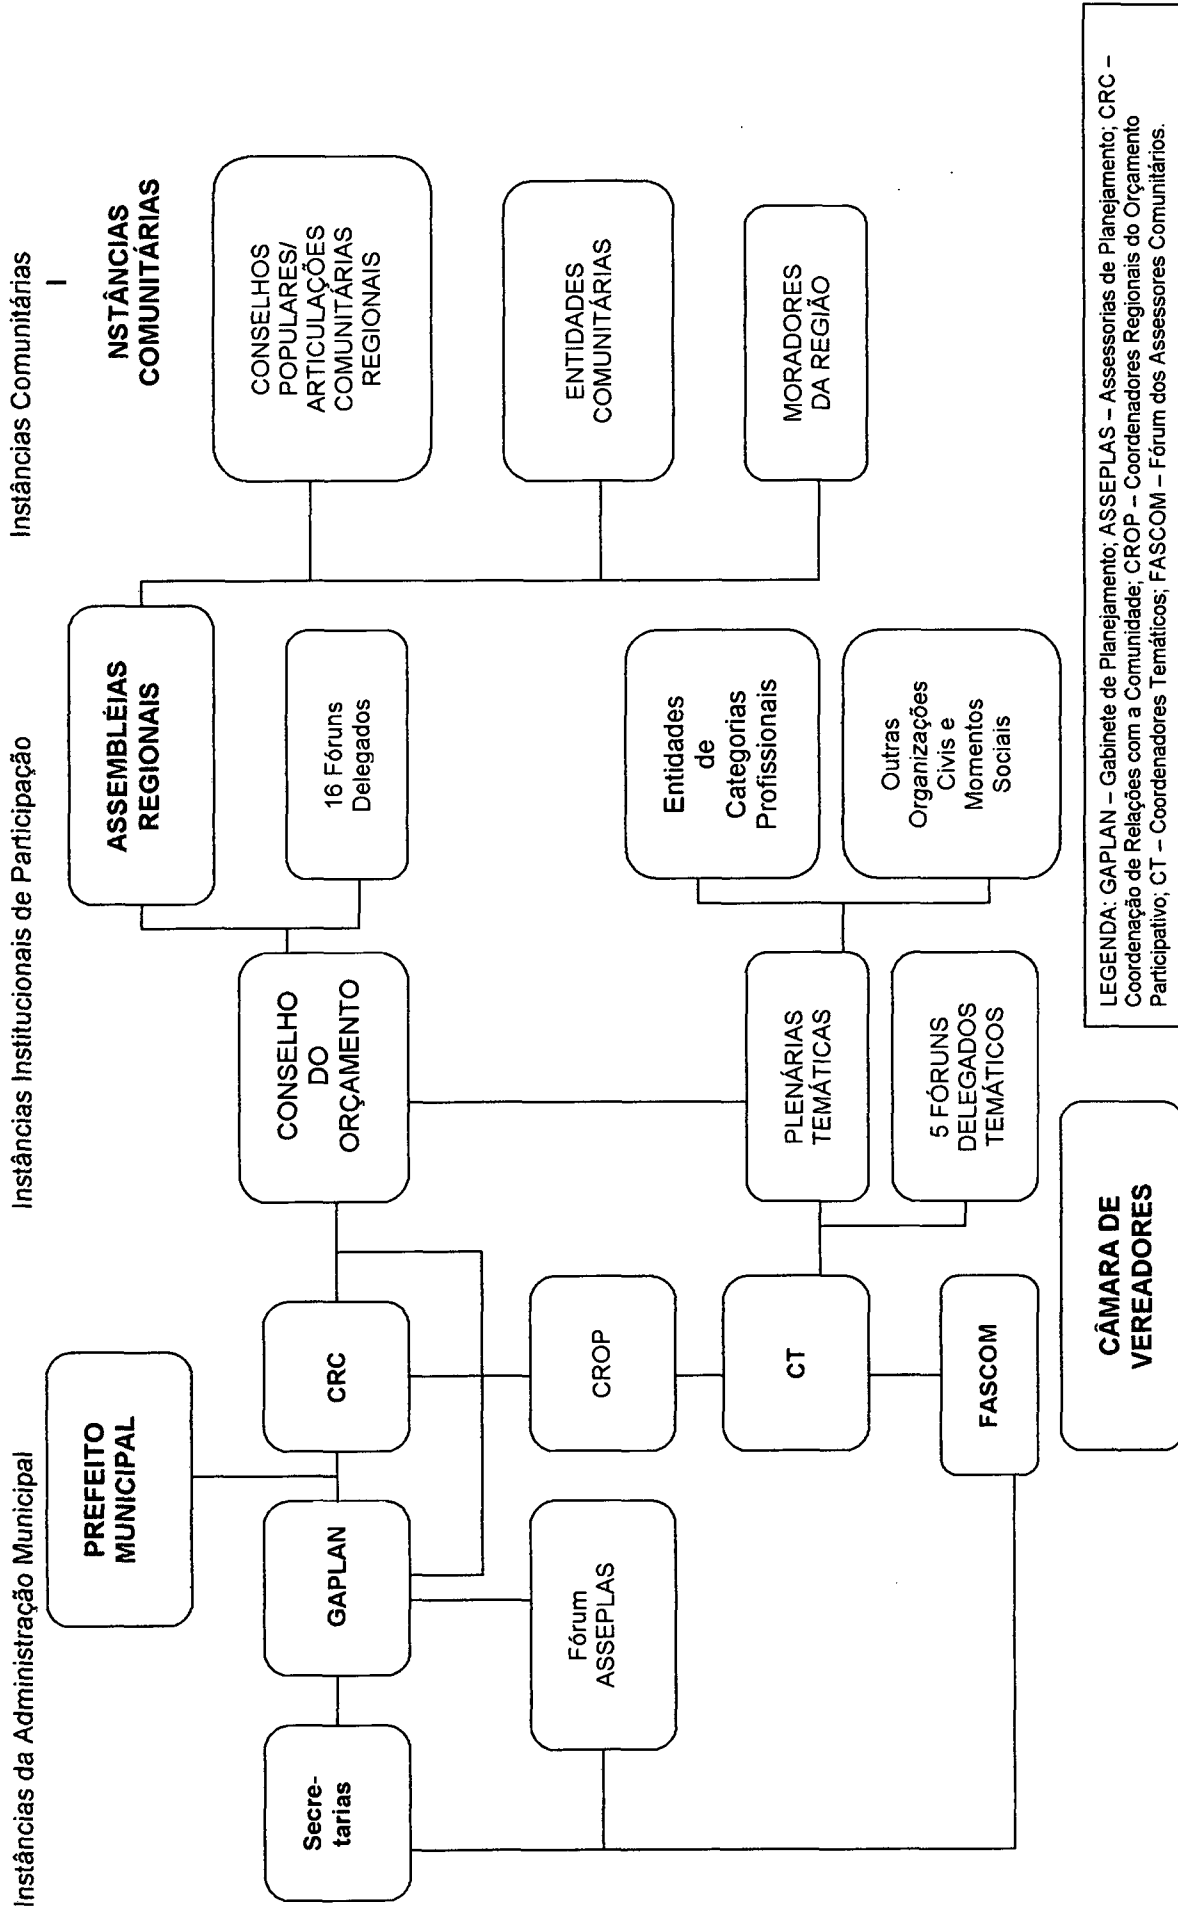 Instâncias da Administração Municipal
Instâncias Institucionais de Participação
Instâncias Comunitárias
PREFEITO
MUNICIPAL
Secre-
tarias
GAPLAN
CRC
Fórum
ASSEPLAS
CROP
CT
FASCOM
CÂMARA DE
VEREADORES
CONSELHO
DO
ORÇAMENTO
PLENÁRIAS
TEMÁTICAS
5 FÓRUNS
DELEGADOS
TEMÁTICOS
ASSEMBLÉIAS
REGIONAIS
16 Fóruns
Delegados
Entidades
de
Categorias
Profissionais
Outras
Organizações
Civis e
Momentos
Sociais
I
NSTÂNCIAS
COMUNITÁRIAS
CONSELHOS
POPULARES/
ARTICULAÇÕES
COMUNITÁRIAS
REGIONAIS
ENTIDADES
COMUNITÁRIAS
MORADORES
DA REGIÃO
LEGENDA: GAPLAN – Gabinete de Planejamento; ASSEPLAS – Assessorias de Planejamento; CRC –
Coordenação de Relações com a Comunidade; CROP – Coordenadores Regionais do Orçamento
Participativo; CT – Coordenadores Temáticos; FASCOM – Fórum dos Assessores Comunitários.